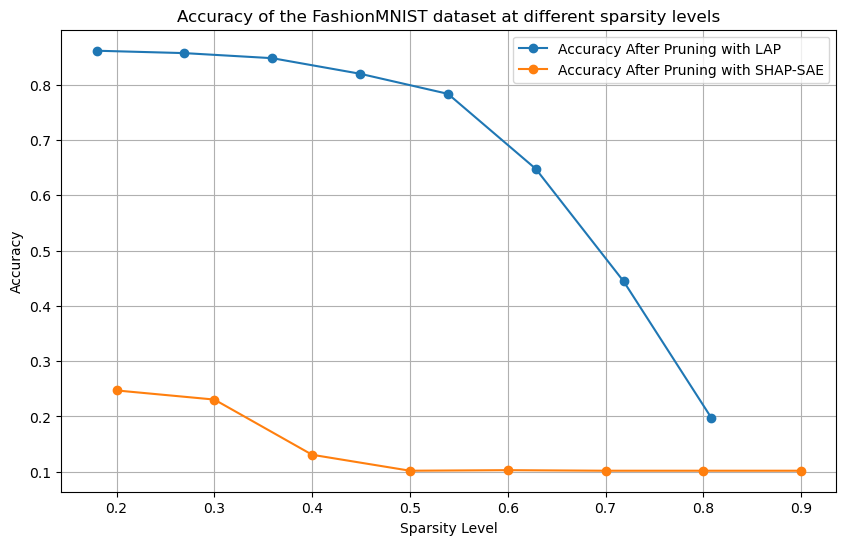 Accuracy of the FashionMNIST dataset at different sparsity levels
Accuracy After Pruning with LAP
Accuracy After Pruning with SHAP-SAE
Accuracy
0.8
0.7
0.6
0.5
0.4
0.3
0.2
0.1
0.2 0.3 0.4 0.5 0.6 0.7 0.8 0.9
Sparsity Level